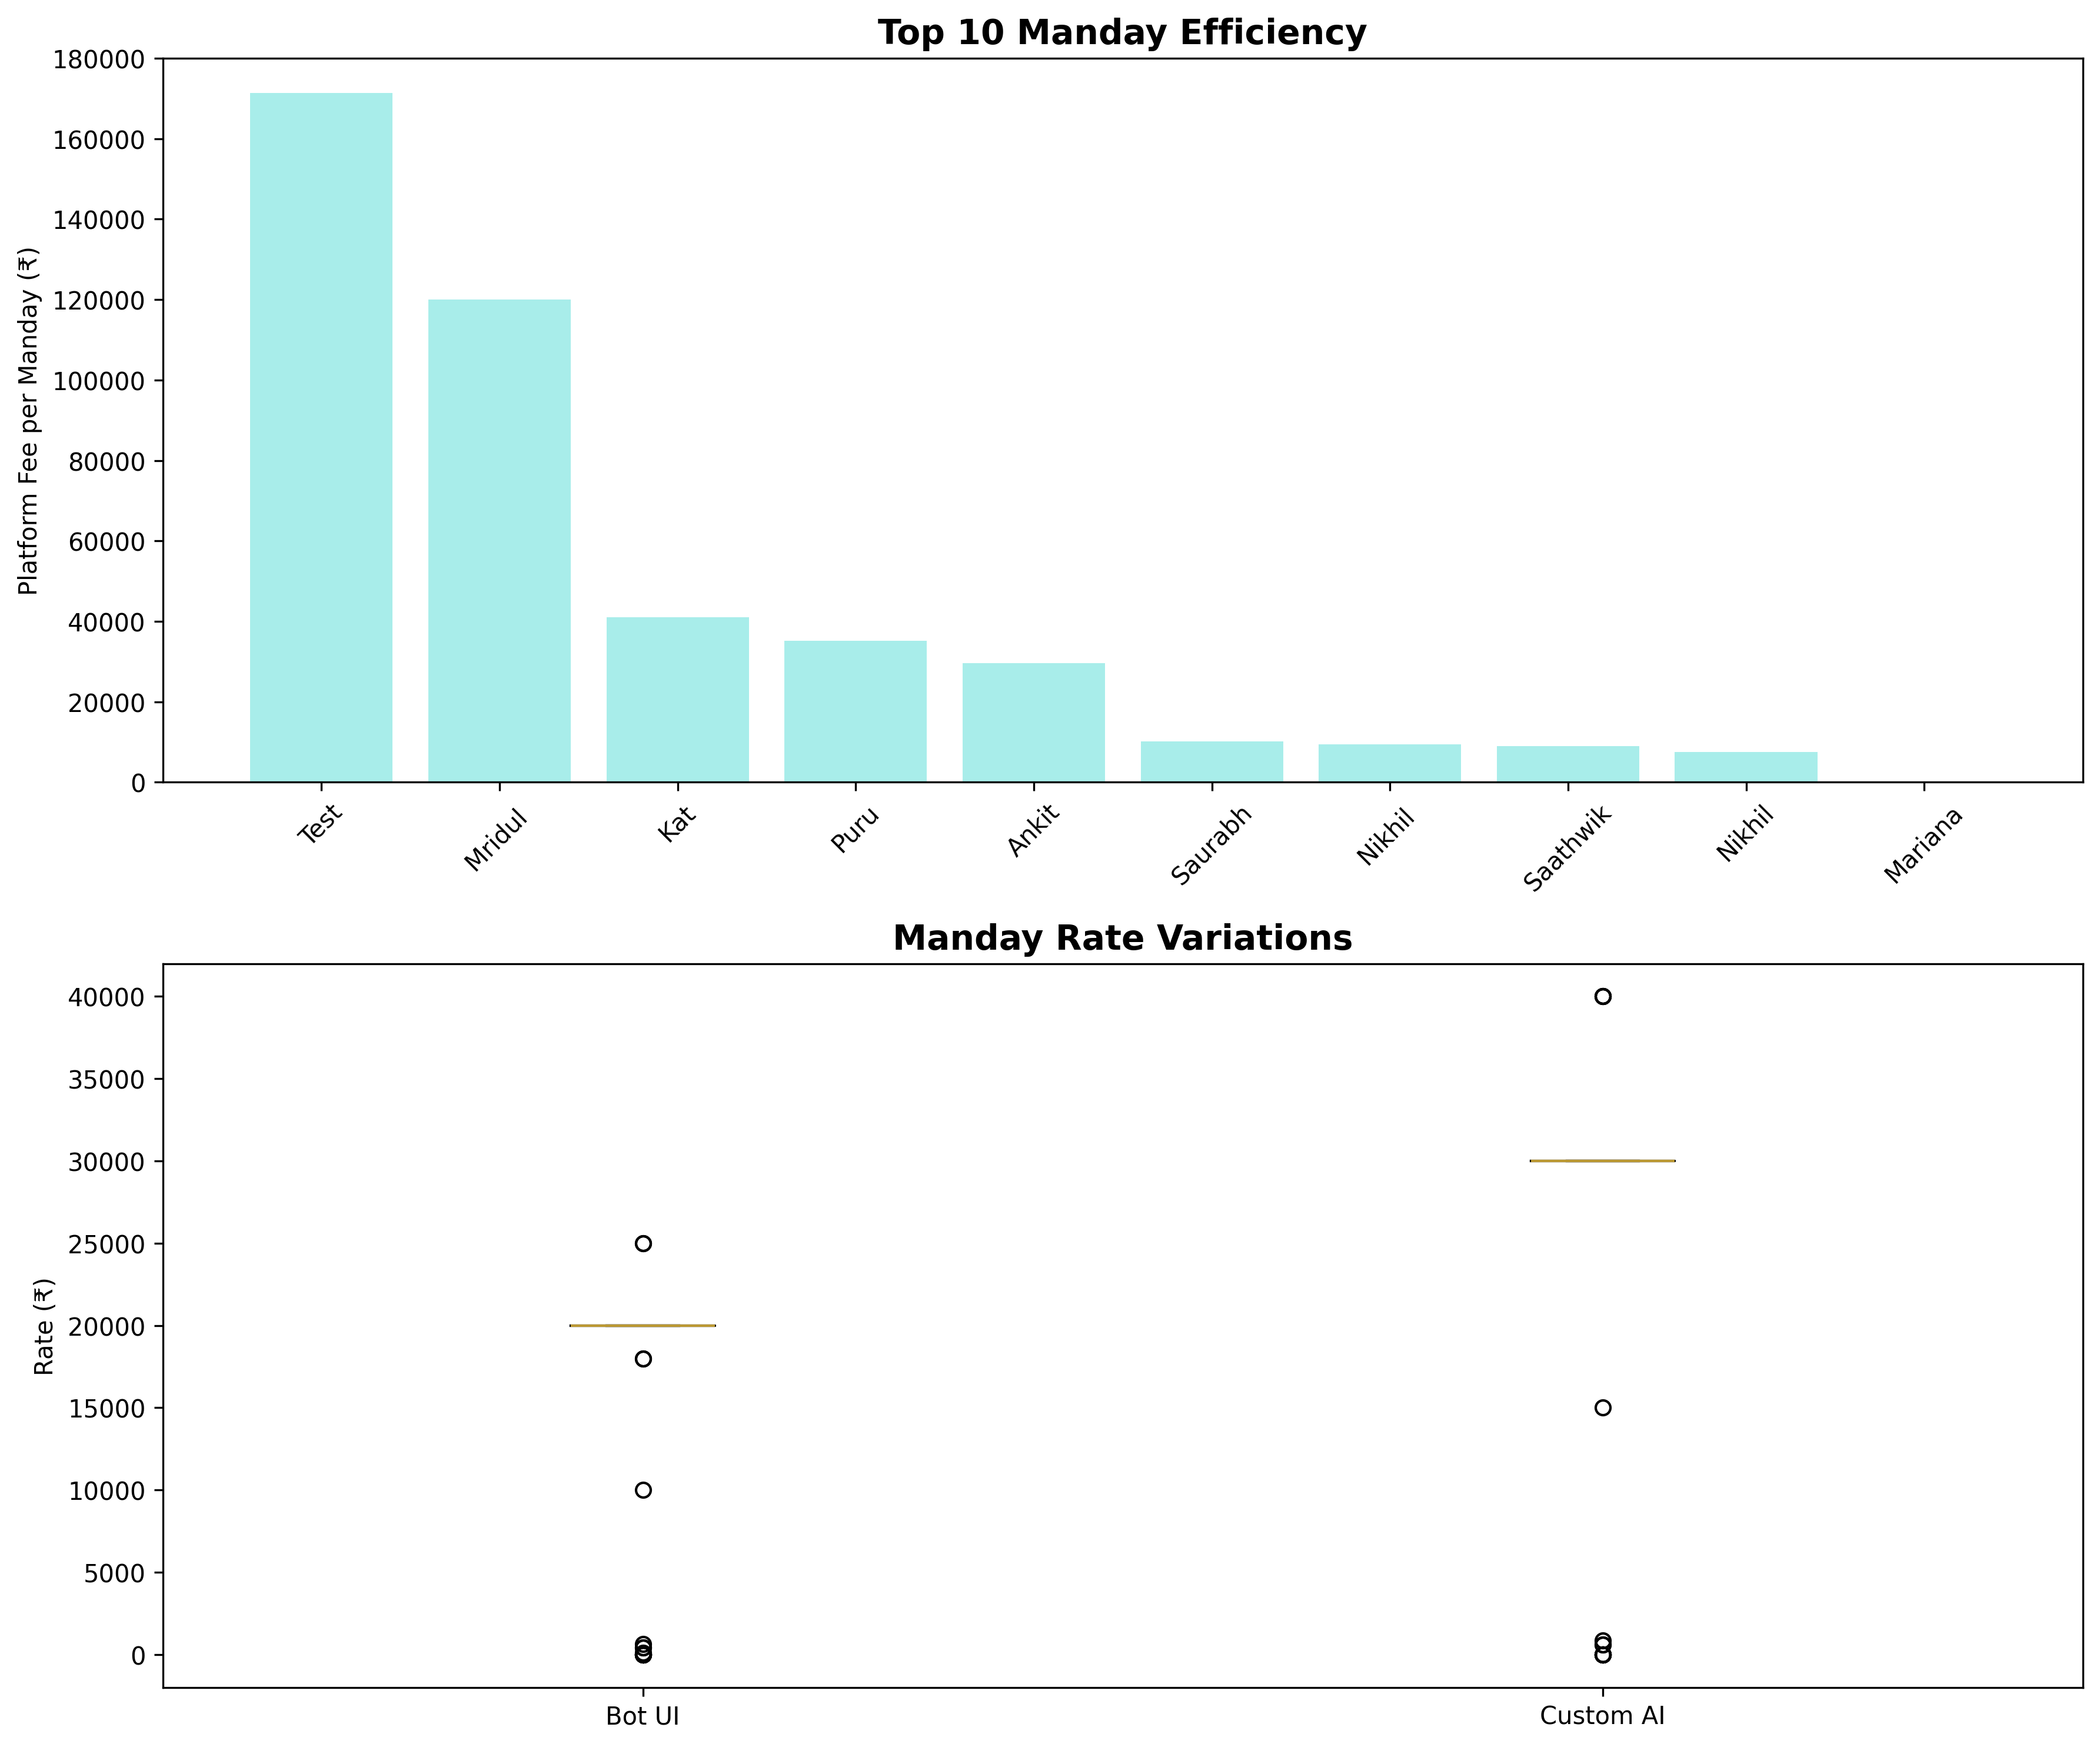 Top 10 Manday Efficiency
Platform Fee per Manday (₹)
180000
160000
140000
120000
100000
80000
60000
40000
20000
0
Test
Mridul
Kat
Puru
Ankit
Saurabh
Nikhil
Saathwik
Nikhil
Mariana
Manday Rate Variations
Rate (₹)
40000
35000
30000
25000
20000
15000
10000
5000
0
Bot UI
Custom AI